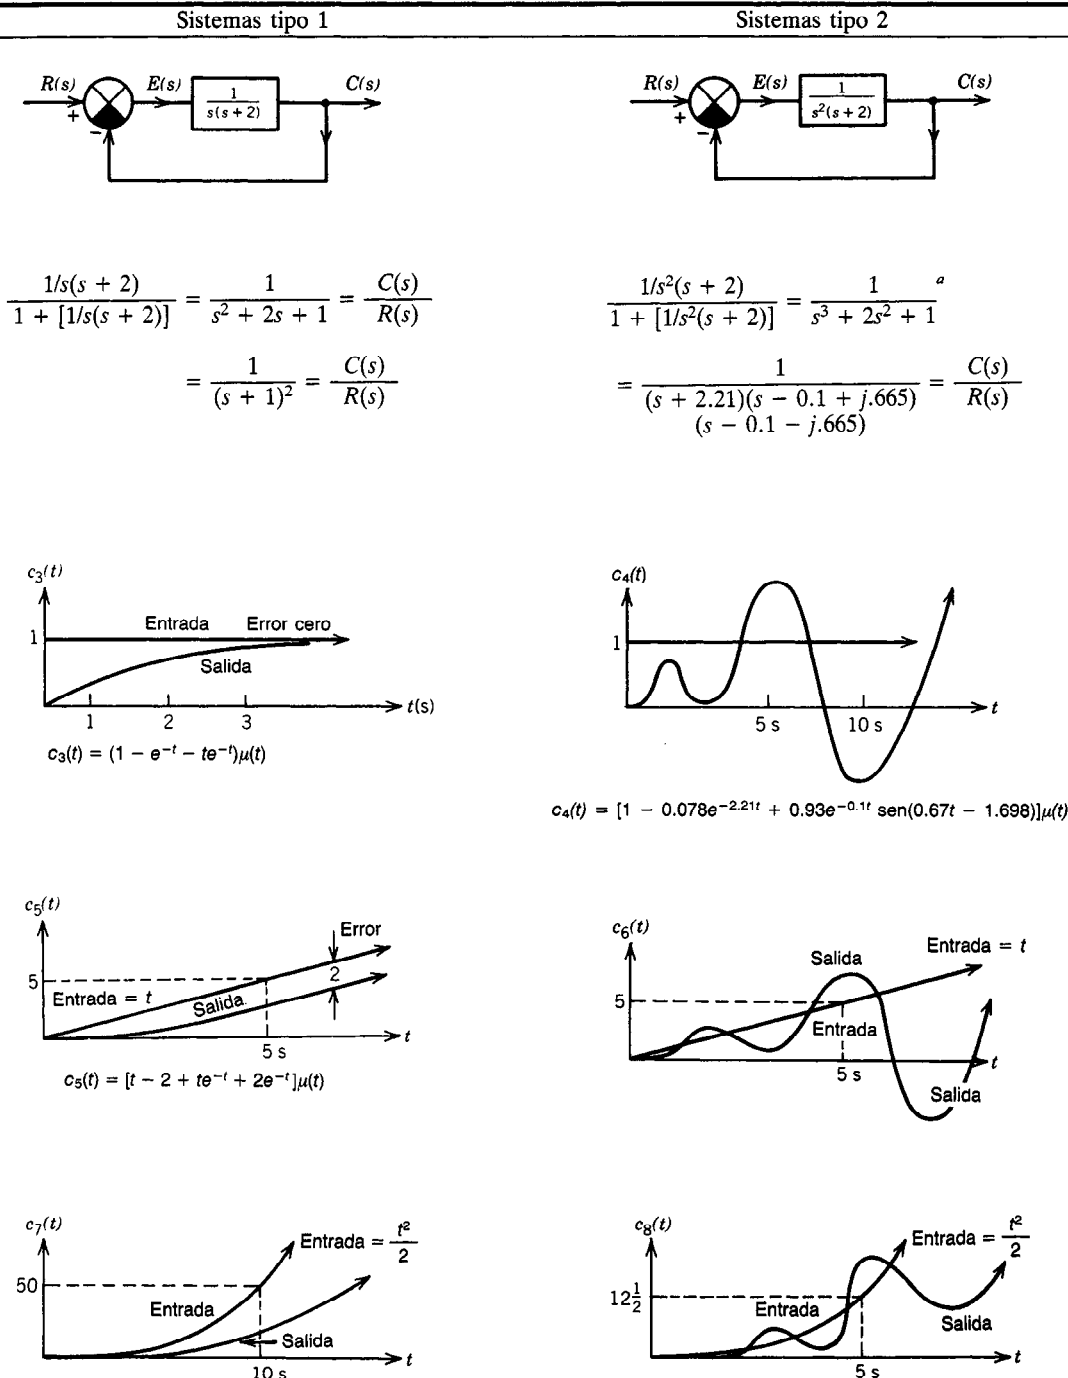 Sistemas tipo 1
Sistemas tipo 2
R(s) + − E(s) 1/s(s + 2) C(s)
R(s) + − E(s) 1/s²(s + 2) C(s)
1/s(s + 2) / 1 + [1/s(s + 2)] = 1 / s² + 2s + 1 = C(s) / R(s)
= 1 / (s + 1)² = C(s) / R(s)
1/s²(s + 2) / 1 + [1/s²(s + 2)] = 1 / s³ + 2s² + 1 ᵃ
= 1 / (s + 2.21)(s − 0.1 + j.665) = C(s) / R(s)
(s − 0.1 − j.665)
c₃(t)
1
Entrada
Error cero
Salida
1 2 3 t(s)
c₃(t) = (1 − e⁻ᵗ − te⁻ᵗ)μ(t)
c₄(t)
1
5 s 10 s t
c₄(t) = [1 − 0.078e⁻²·²¹ᵗ + 0.93e⁻⁰·¹ᵗ sen(0.67t − 1.698)]μ(t)
c₅(t)
Error
5
2
Entrada = t
Salida
5 s t
c₅(t) = [t − 2 + te⁻ᵗ + 2e⁻ᵗ]μ(t)
c₆(t)
Entrada = t
Salida
5
Entrada
5 s t
Salida
c₇(t)
Entrada = t²/2
50
Entrada
Salida
10 s t
c₈(t)
Entrada = t²/2
12½
Entrada
Salida
5 s t